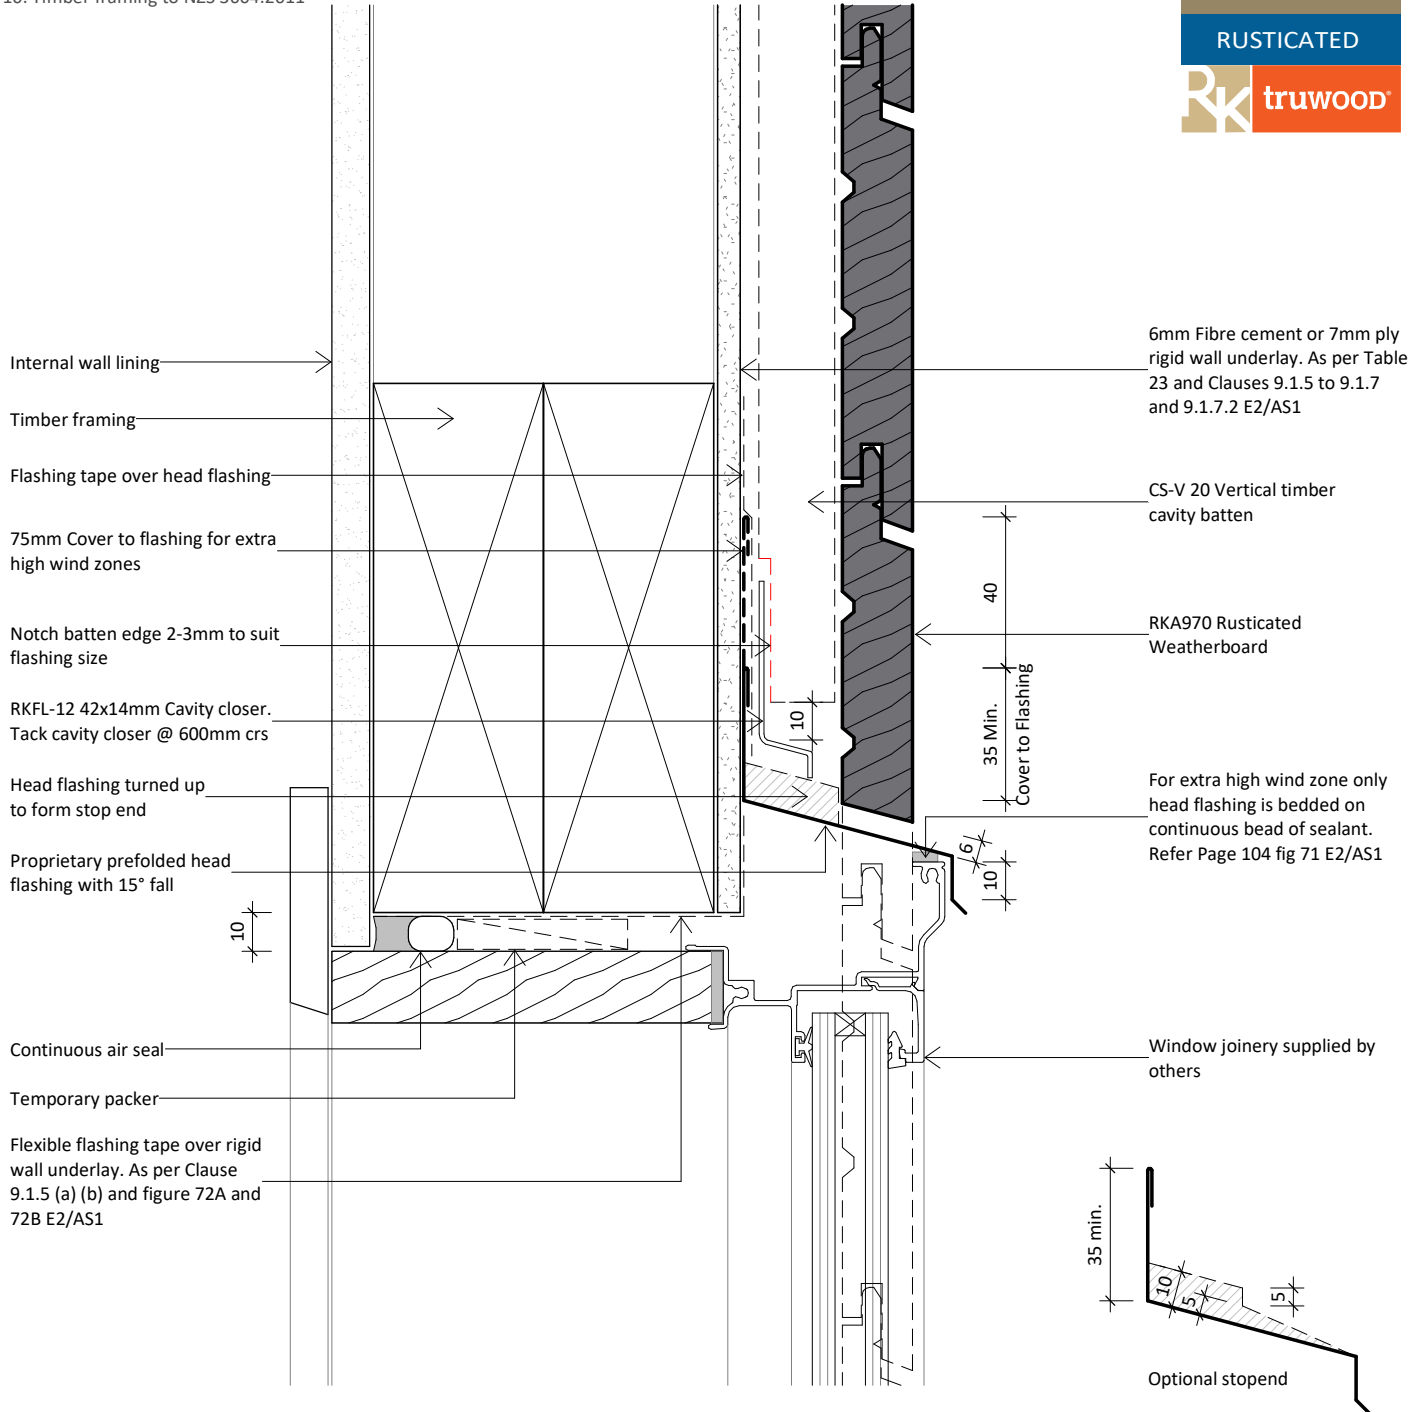 10. Timber framing to NZS 3604:2011
RUSTICATED
RK
truwood®
Internal wall lining
Timber framing
Flashing tape over head flashing
75mm Cover to flashing for extra
high wind zones
Notch batten edge 2-3mm to suit
flashing size
RKFL-12 42x14mm Cavity closer.
Tack cavity closer @ 600mm crs
Head flashing turned up
to form stop end
Proprietary prefolded head
flashing with 15° fall
10
Continuous air seal
Temporary packer
Flexible flashing tape over rigid
wall underlay. As per Clause
9.1.5 (a) (b) and figure 72A and
72B E2/AS1
6mm Fibre cement or 7mm ply
rigid wall underlay. As per Table
23 and Clauses 9.1.5 to 9.1.7
and 9.1.7.2 E2/AS1
CS-V 20 Vertical timber
cavity batten
40
RKA970 Rusticated
Weatherboard
10
35 Min.
Cover to Flashing
For extra high wind zone only
head flashing is bedded on
continuous bead of sealant.
Refer Page 104 fig 71 E2/AS1
6
10
Window joinery supplied by
others
35 min.
10
5
5
Optional stopend